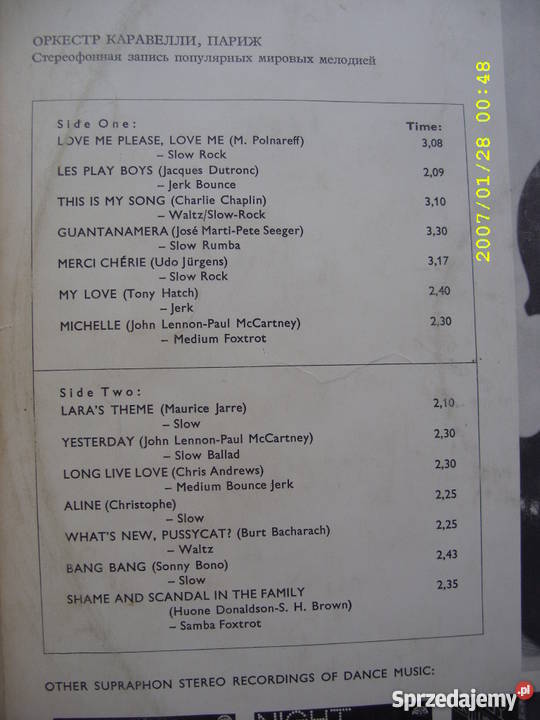 ОРКЕСТР КАРАВЕЛЛИ, ПАРИЖ
Стереофонная запись популярных мировых мелодией
Side One: Time:
LOVE ME PLEASE, LOVE ME (M. Polnareff) 3,08
– Slow Rock
LES PLAY BOYS (Jacques Dutronc) 2,09
– Jerk Bounce
THIS IS MY SONG (Charlie Chaplin) 3,10
– Waltz/Slow-Rock
GUANTANAMERA (José Marti-Pete Seeger) 3,30
– Slow Rumba
MERCI CHÉRIE (Udo Jürgens) 3,17
– Slow Rock
MY LOVE (Tony Hatch) 2,40
– Jerk
MICHELLE (John Lennon-Paul McCartney) 2,30
– Medium Foxtrot
Side Two:
LARA'S THEME (Maurice Jarre) 2,10
– Slow
YESTERDAY (John Lennon-Paul McCartney) 2,30
– Slow Ballad
LONG LIVE LOVE (Chris Andrews) 2,30
– Medium Bounce Jerk
ALINE (Christophe) 2,25
– Slow
WHAT'S NEW, PUSSYCAT? (Burt Bacharach) 2,25
– Waltz
BANG BANG (Sonny Bono) 2,43
– Slow
SHAME AND SCANDAL IN THE FAMILY 2,35
(Huone Donaldson-S. H. Brown)
– Samba Foxtrot
OTHER SUPRAPHON STEREO RECORDINGS OF DANCE MUSIC:
NIGHT
2007/01/28 00:48
Sprzedajemy.pl